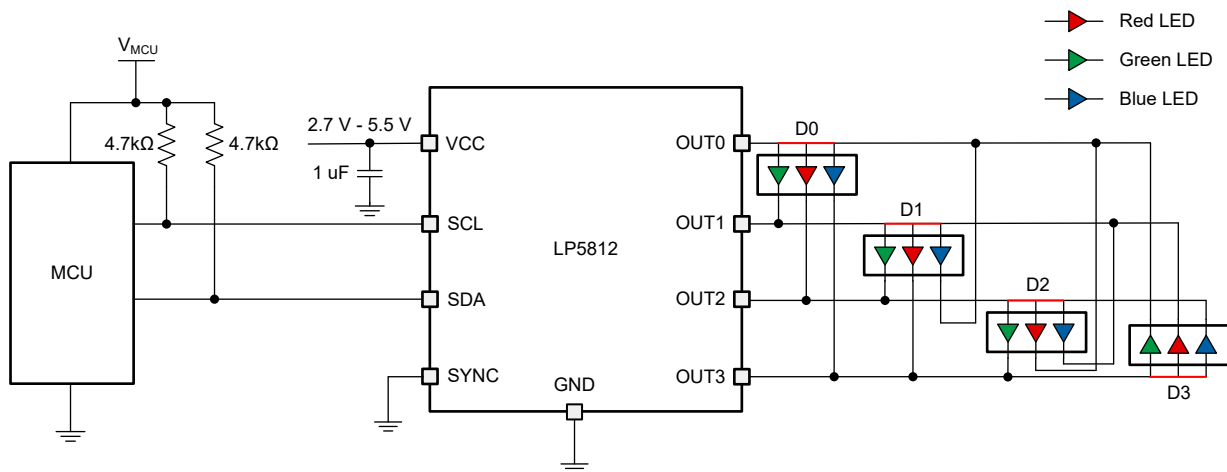 Red LED
Green LED
Blue LED
VMCU
4.7kΩ
4.7kΩ
2.7 V - 5.5 V
1 uF
MCU
VCC
SCL
SDA
SYNC
GND
LP5812
OUT0
OUT1
OUT2
OUT3
D0
D1
D2
D3